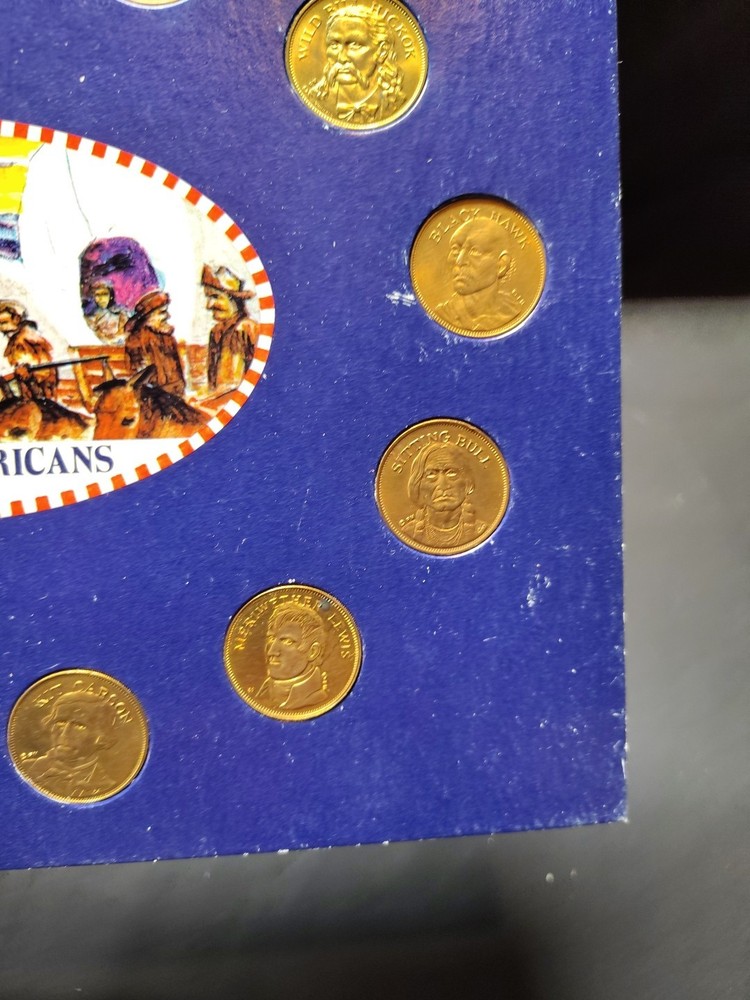 WILD BILL HICKOK
BLACK HAWK
RICANS
SITTING BULL
MERIWETHER LEWIS
KIT CARSON